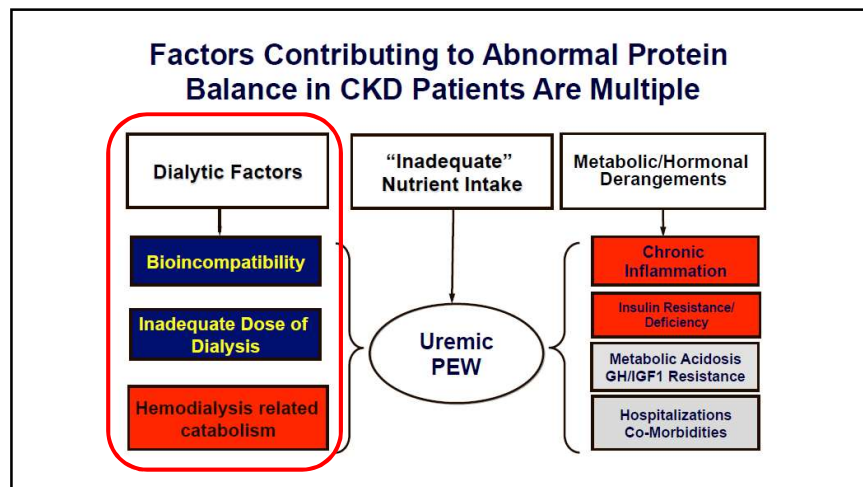 Factors Contributing to Abnormal Protein
Balance in CKD Patients Are Multiple
Dialytic Factors
Bioincompatibility
Inadequate Dose of
Dialysis
Hemodialysis related
catabolism
“Inadequate”
Nutrient Intake
Uremic
PEW
Metabolic/Hormonal
Derangements
Chronic
Inflammation
Insulin Resistance/
Deficiency
Metabolic Acidosis
GH/IGF1 Resistance
Hospitalizations
Co-Morbidities